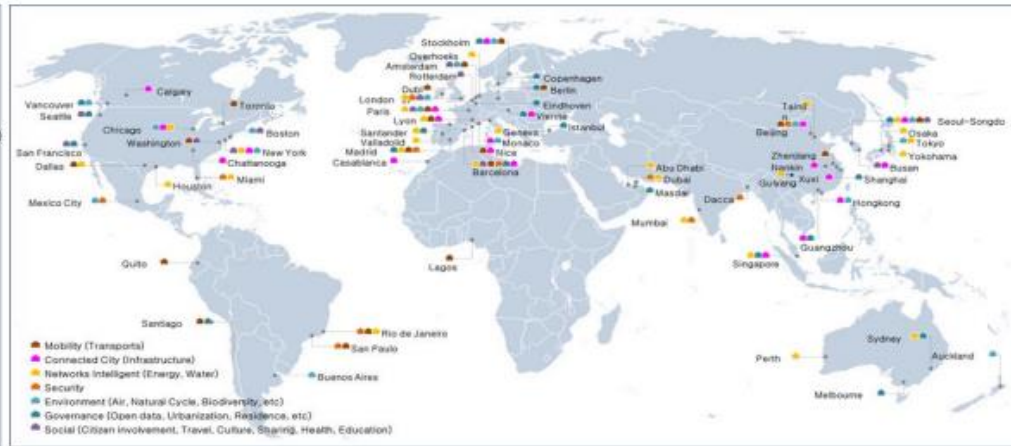 Stockholm
Overhoeks
Amsterdam
Rotterdam
Dubl
London
Paris
Lyon
Santander
Valladolid
Madrid
Casablanca
Copenhagen
Berlin
Eindhoven
Vienna
Istanbul
Geneva
Monaco
Nice
Barcelona
Calgary
Vancouver
Seattle
Toronto
Chicago
Boston
Washington
New York
San Francisco
Chattanooga
Dallas
Miami
Houston
Mexico City
Taind
Beijing
Seoul-Songdo
Osaka
Tokyo
Yokohama
Zhenjiang
Nankin
Busan
Guiyang
Xuxi
Shanghai
Abu Dhabi
Dubai
Masdar
Dacca
Hongkong
Mumbai
Guangzhou
Singapore
Quito
Lagos
Santiago
Rio de Janeiro
San Paulo
Buenos Aires
Sydney
Auckland
Perth
Melbourne
Mobility (Transports)
Connected City (Infrastructure)
Networks Intelligent (Energy, Water)
Security
Environment (Air, Natural Cycle, Biodiversity, etc)
Governance (Open data, Urbanization, Residence, etc)
Social (Citizen involvement, Travel, Culture, Sharing, Health, Education)